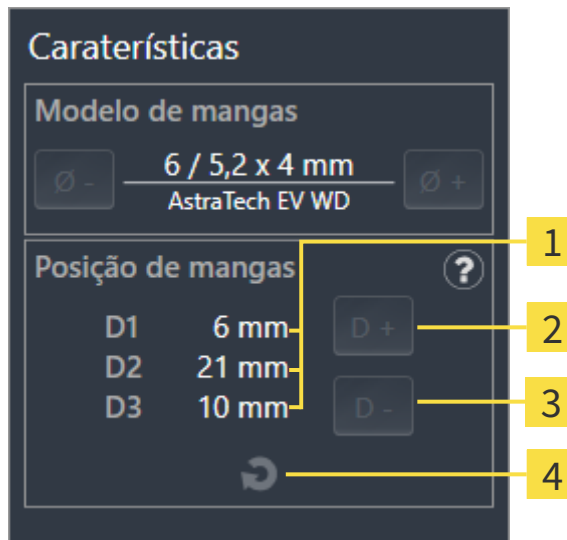 Caraterísticas
Modelo de mangas
Ø -
6 / 5,2 x 4 mm
Ø +
AstraTech EV WD
1
Posição de mangas
?
D1 6 mm
D +
2
D2 21 mm
D3 10 mm
D -
3
4